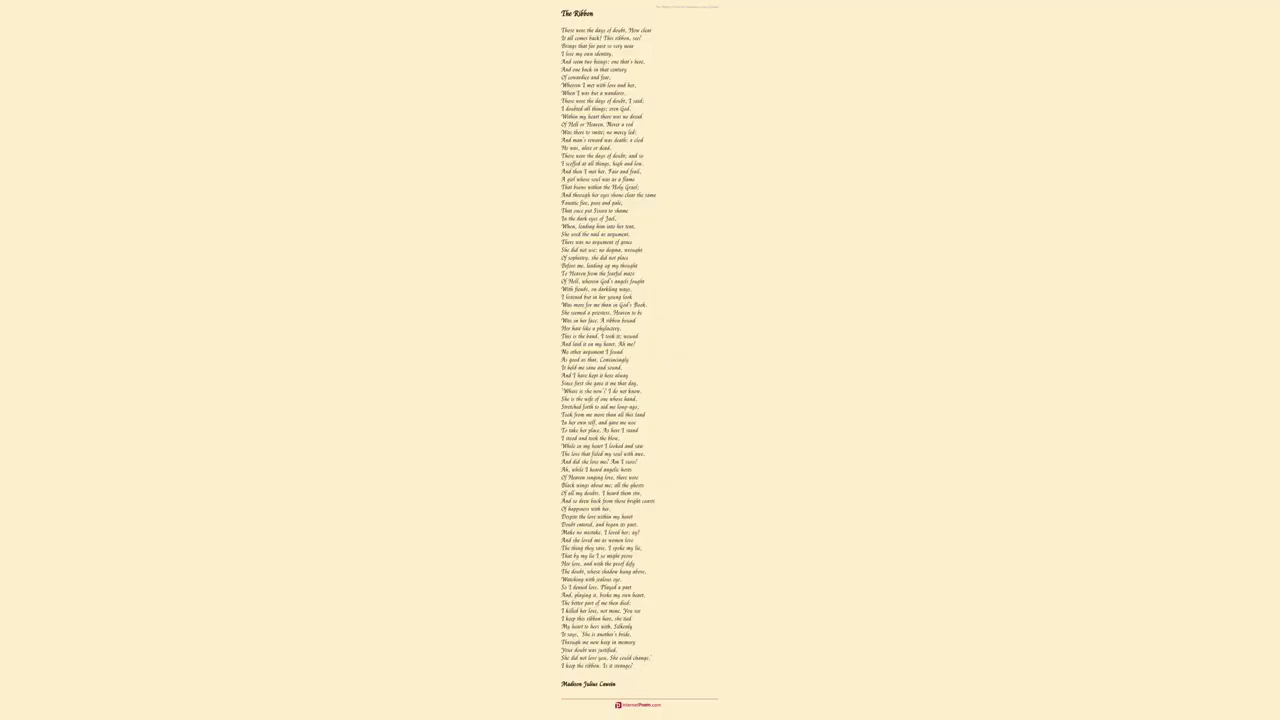 The Ribbon
These were the days of doubt. How clear
It all comes back! This ribbon, see?
Brings that far past so very near
I lose my own identity,
And seem two beings: one that's here,
And one back in that century
Of cowardice and fear,
Wherein I met with love and her,
When I was but a wanderer.
These were the days of doubt, I said:
I doubted all things; even God.
Within my heart there was no dread
Of Hell or Heaven. Never a rod
Was there to smite; no mercy led:
And man's reward was death: a clod
He was, alive or dead.
These were the days of doubt; and so
I scoffed at all things, high and low.
And then I met her. Fair and frail,
A girl whose soul was as a flame
That burns within the Holy Grael;
And through her eyes shone clear the same
Fanatic fire, pure and pale,
That once put Sisera to shame
In the dark eyes of Jael,
When, leading him into her tent,
She used the nail as argument.
There was no argument of grace
She did not use: no dogma, wrought
Of sophistry, she did not place
Before me, leading up my thought
To Heaven from the fearful maze
Of Hell, wherein God's angels fought
With fiends, on darkling ways.
I listened but in her young look
Was more for me than in God's Book.
She seemed a priestess. Heaven to be
Was in her face. A ribbon bound
Her hair like a phylactery.
This is the band. I took it; wound
And laid it on my heart. Ah me!
No other argument I found
As good as that. Convincingly
It held me sane and sound.
And I have kept it here alway
Since first she gave it me that day.
'Where is she now'? I do not know.
She is the wife of one whose hand,
Stretched forth to aid me long-ago,
Took from me more than all this land
In her own self, and gave me woe
To take her place. As here I stand
I stood and took the blow,
While in my heart I looked and saw
The love that filled my soul with awe.
And did she love me? Am I sure?
Ah, while I heard angelic hosts
Of Heaven singing love, there were
Black wings about me: all the ghosts
Of all my doubts. I heard them stir,
And so drew back from those bright coasts
Of happiness with her.
Despite the love within my heart
Doubt entered, and began its part.
Make no mistake. I loved her: ay?
And she loved me as women love
The thing they save. I spoke my lie,
That by my lie I so might prove
Her love, and with the proof defy
The doubt, whose shadow hung above,
Watching with jealous eye.
So I denied love. Played a part
And, playing it, broke my own heart.
The better part of me then died:
I killed her love, not mine. You see
I keep this ribbon here, she tied
My heart to hers with. Silkenly
It says, 'She is another's bride,
Through me now keep in memory
Your doubt was justified.
She did not love you. She could change.'
I keep the ribbon. Is it strange?
Madison Julius Cawein
InternetPoem.com